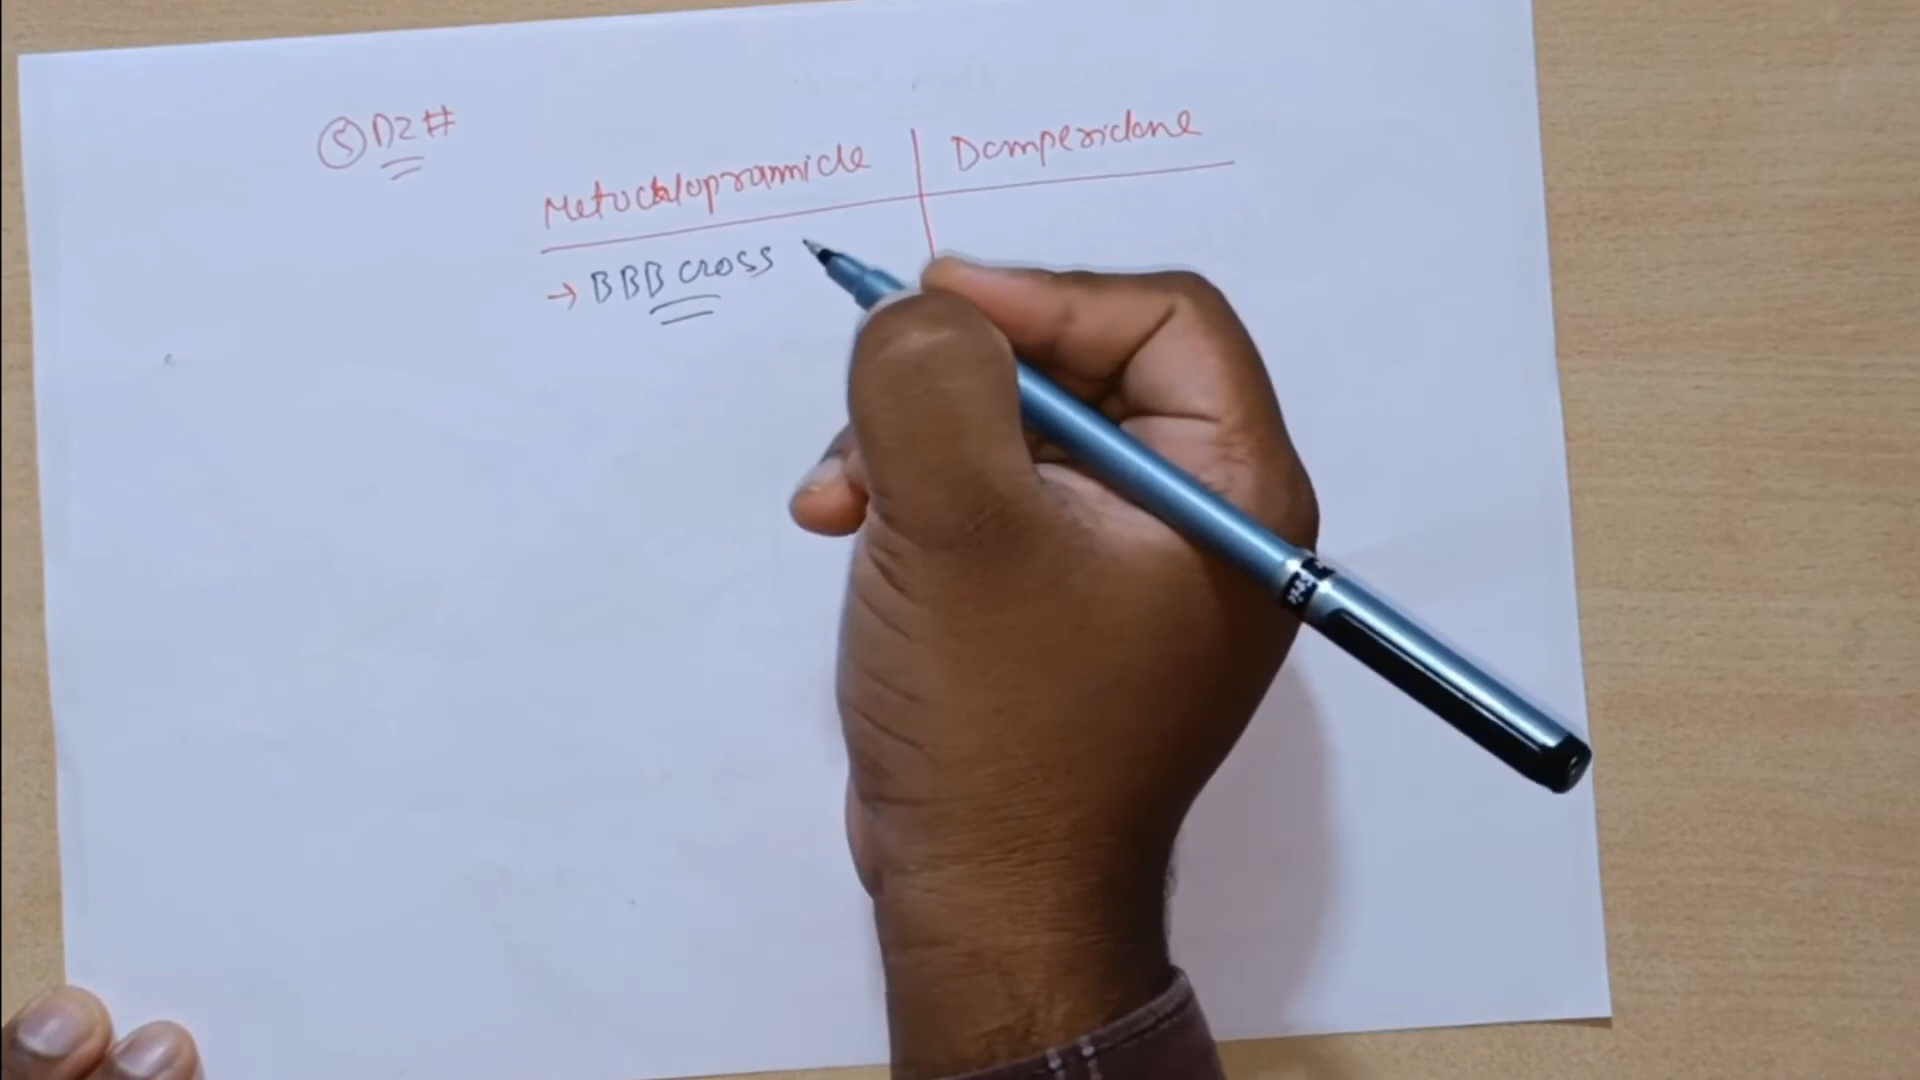 ⑤ D2 #
Metoclopramide | Domperidone
→ BBB cross